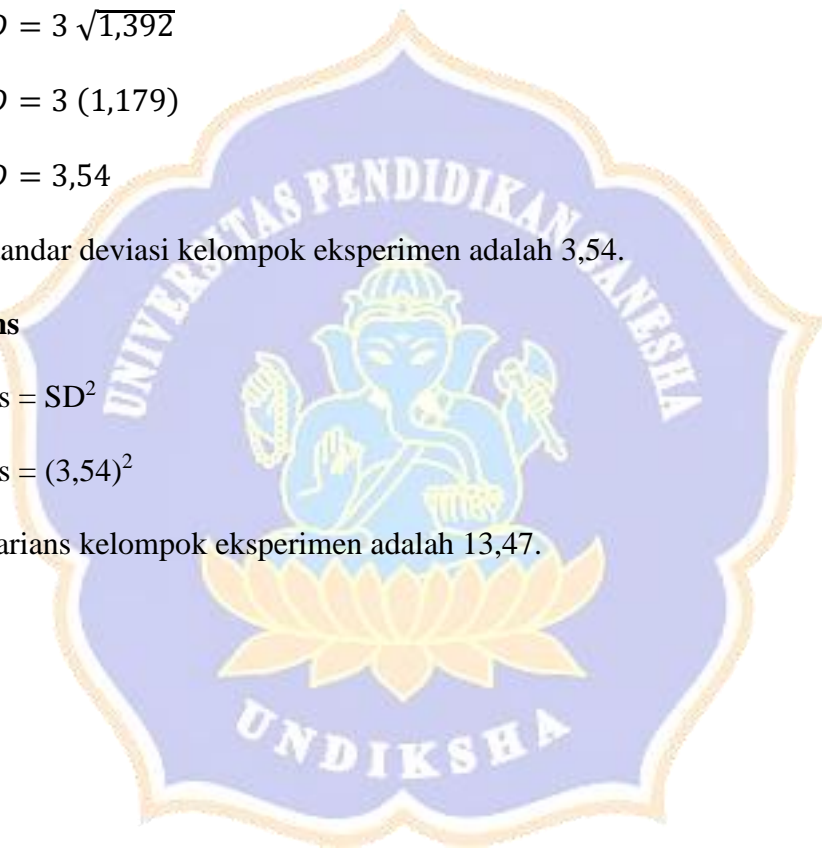 = 3 √1,392
= 3 (1,179)
= 3,54
andar deviasi kelompok eksperimen adalah 3,54.
ns
s = SD²
s = (3,54)²
arians kelompok eksperimen adalah 13,47.
UNIVERSITAS PENDIDIKAN GANESHA
UNDIKSHA